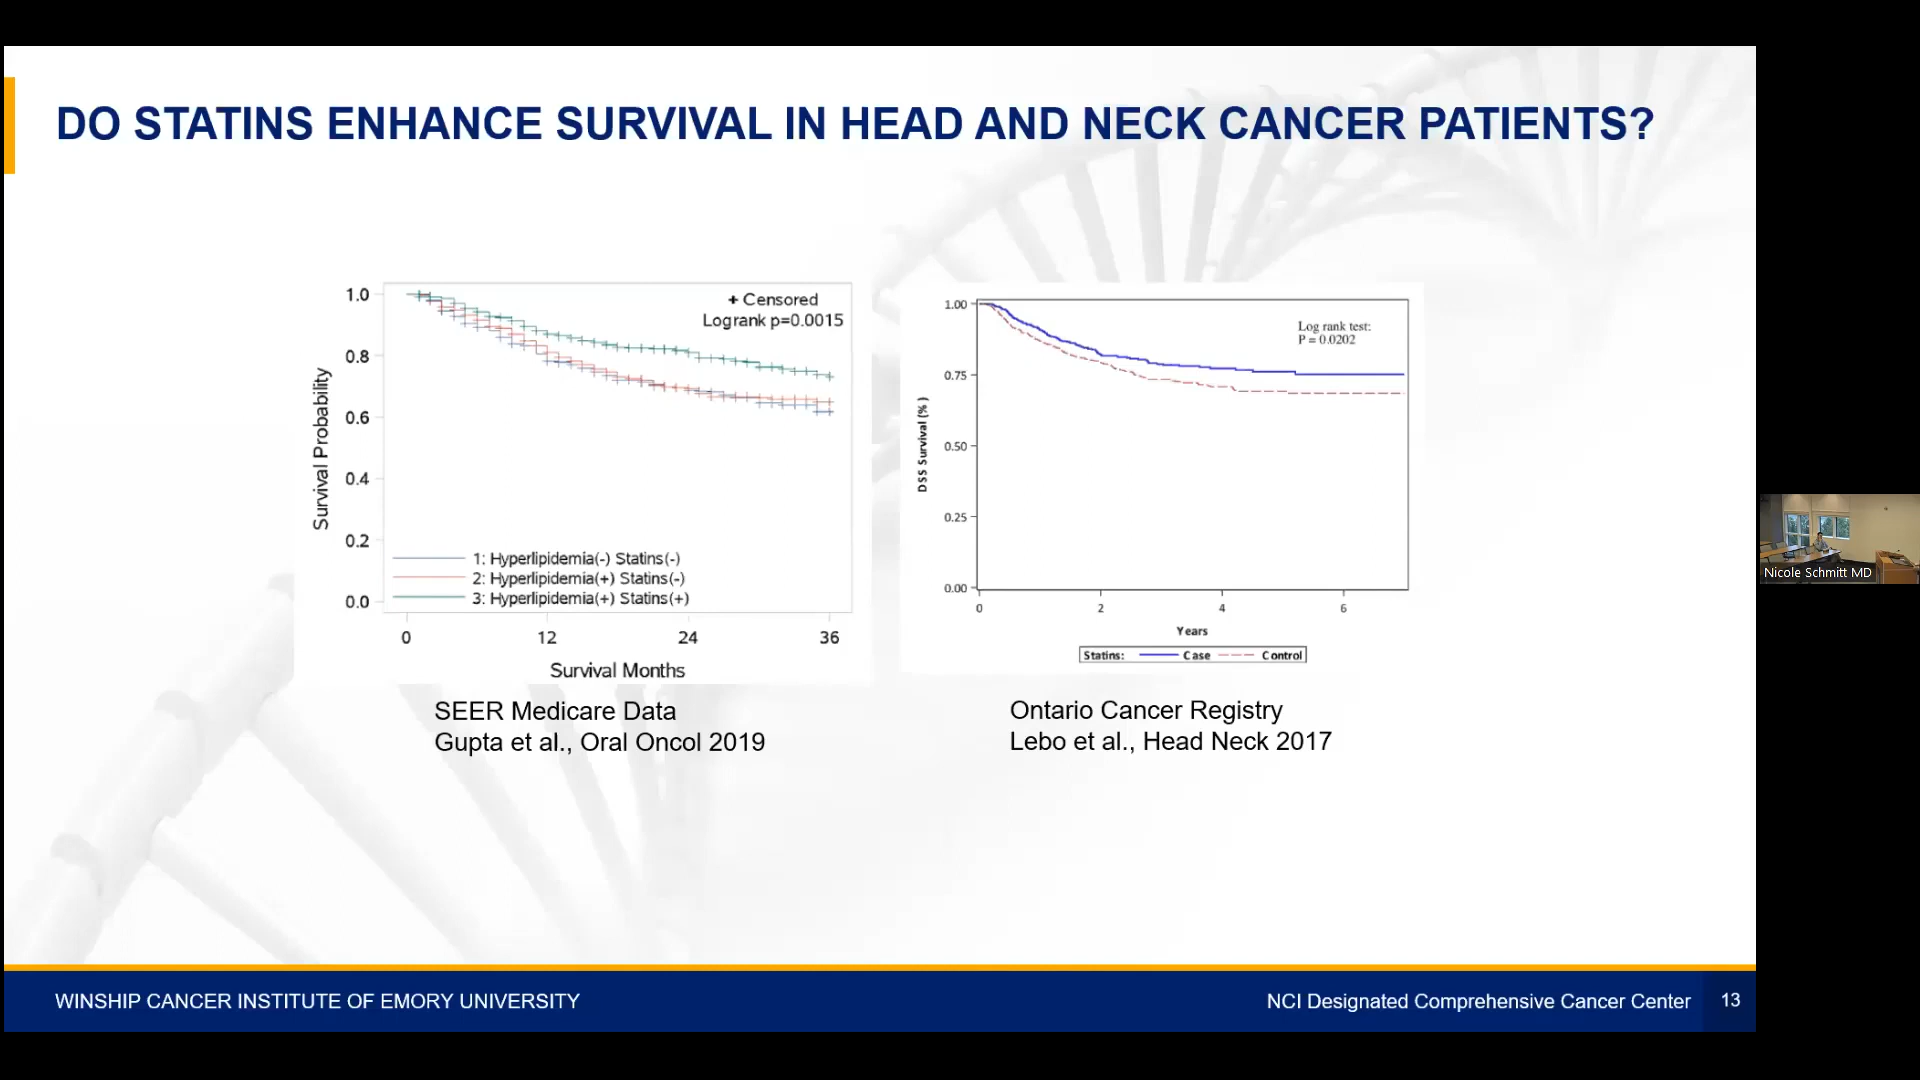 DO STATINS ENHANCE SURVIVAL IN HEAD AND NECK CANCER PATIENTS?
+ Censored
Logrank p=0.0015
1.0
0.8
0.6
0.4
0.2
0.0
Survival Probability
1: Hyperlipidemia(-) Statins(-)
2: Hyperlipidemia(+) Statins(-)
3: Hyperlipidemia(+) Statins(+)
0 12 24 36
Survival Months
SEER Medicare Data
Gupta et al., Oral Oncol 2019
Log rank test:
P = 0.0202
1.00
0.75
0.50
0.25
0.00
DSS Survival (%)
0 2 4 6
Years
Statins: Case Control
Ontario Cancer Registry
Lebo et al., Head Neck 2017
Nicole Schmitt MD
WINSHIP CANCER INSTITUTE OF EMORY UNIVERSITY
NCI Designated Comprehensive Cancer Center 13